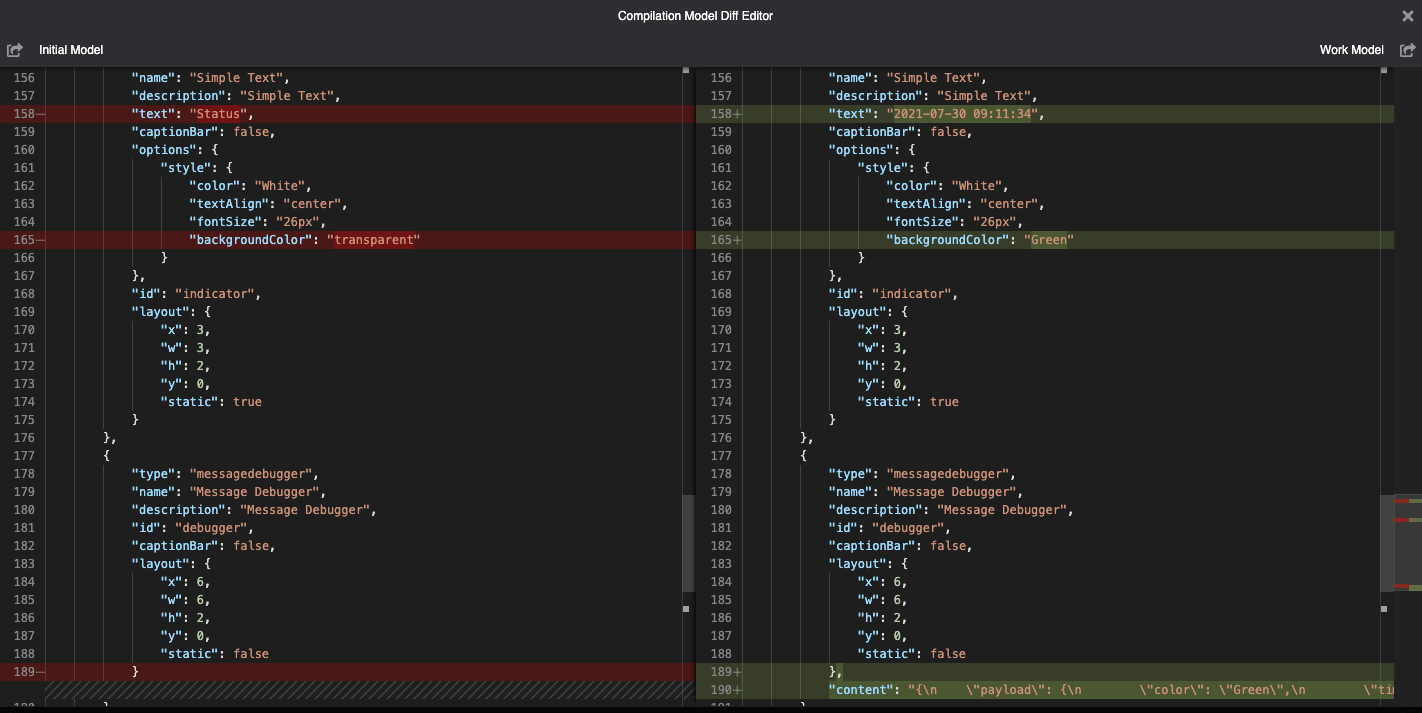 Compilation Model Diff Editor
Initial Model
Work Model
156 "name": "Simple Text",
157 "description": "Simple Text",
158— "text": "Status",
159 "captionBar": false,
160 "options": {
161 "style": {
162 "color": "White",
163 "textAlign": "center",
164 "fontSize": "26px",
165— "backgroundColor": "transparent"
166 }
167 },
168 "id": "indicator",
169 "layout": {
170 "x": 3,
171 "w": 3,
172 "h": 2,
173 "y": 0,
174 "static": true
175 }
176 },
177 {
178 "type": "messagedebugger",
179 "name": "Message Debugger",
180 "description": "Message Debugger",
181 "id": "debugger",
182 "captionBar": false,
183 "layout": {
184 "x": 6,
185 "w": 6,
186 "h": 2,
187 "y": 0,
188 "static": false
189— }
156 "name": "Simple Text",
157 "description": "Simple Text",
158+ "text": "2021-07-30 09:11:34",
159 "captionBar": false,
160 "options": {
161 "style": {
162 "color": "White",
163 "textAlign": "center",
164 "fontSize": "26px",
165+ "backgroundColor": "Green"
166 }
167 },
168 "id": "indicator",
169 "layout": {
170 "x": 3,
171 "w": 3,
172 "h": 2,
173 "y": 0,
174 "static": true
175 }
176 },
177 {
178 "type": "messagedebugger",
179 "name": "Message Debugger",
180 "description": "Message Debugger",
181 "id": "debugger",
182 "captionBar": false,
183 "layout": {
184 "x": 6,
185 "w": 6,
186 "h": 2,
187 "y": 0,
188 "static": false
189+ },
190+ "content": "{\n \"payload\": {\n \"color\": \"Green\",\n \"ti